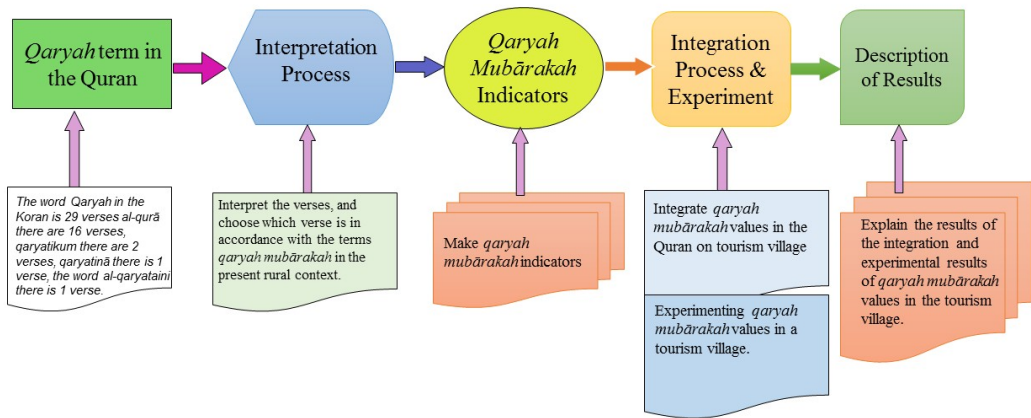 Qaryah term in
the Quran
Interpretation
Process
Qaryah
Mubārakah
Indicators
Integration
Process &
Experiment
Description
of Results
The word Qaryah in the
Koran is 29 verses al-qurā
there are 16 verses,
qaryatikum there are 2
verses, qaryatinā there is 1
verse, the word al-qaryataini
there is 1 verse.
Interpret the verses, and
choose which verse is in
accordance with the terms
qaryah mubārakah in the
present rural context.
Make qaryah
mubārakah indicators
Integrate qaryah
mubārakah values in the
Quran on tourism village
Experimenting qaryah
mubārakah values in a
tourism village.
Explain the results of
the integration and
experimental results
of qaryah mubārakah
values in the tourism
village.